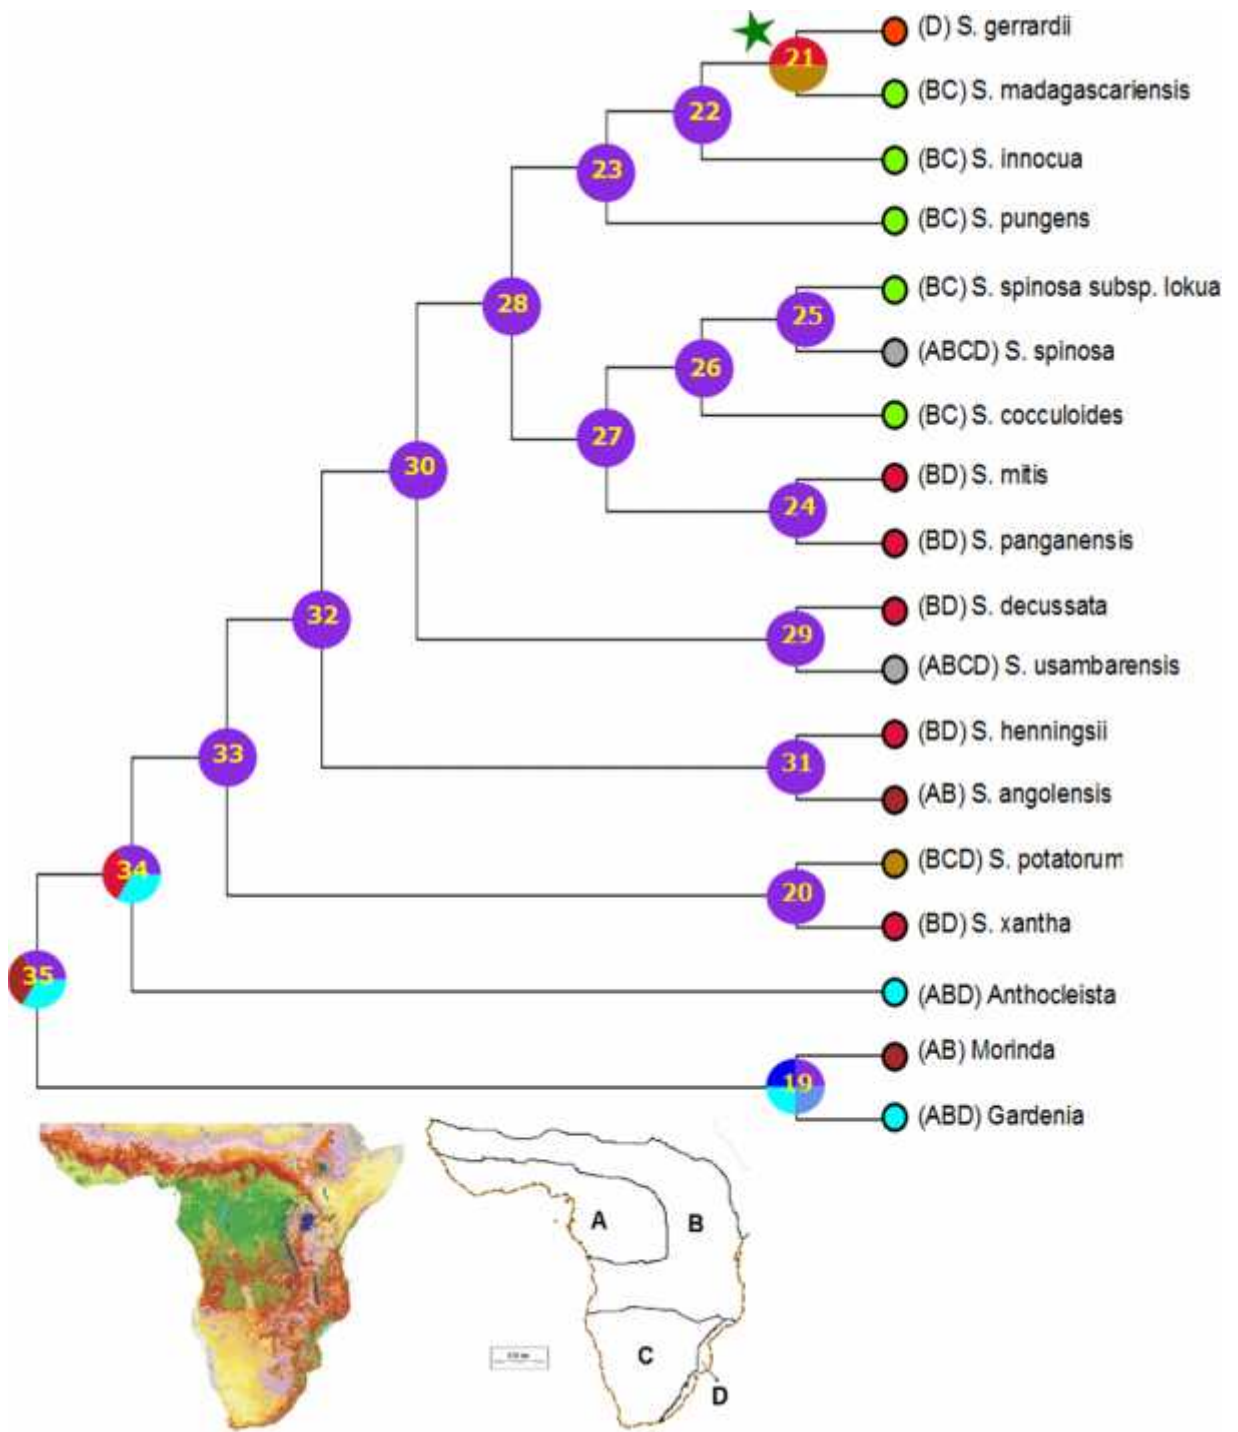 (D) S. gerrardii
21
(BC) S. madagascariensis
22
(BC) S. innocua
23
(BC) S. pungens
(BC) S. spinosa subsp. lokua
28
25
(ABCD) S. spinosa
26
(BC) S. cocculoides
27
30
(BD) S. mitis
24
(BD) S. panganensis
(BD) S. decussata
32
29
(ABCD) S. usambarensis
(BD) S. henningsii
33
31
(AB) S. angolensis
(BCD) S. potatorum
34
20
(BD) S. xantha
35
(ABD) Anthocleista
(AB) Morinda
19
(ABD) Gardenia
A
B
C
D